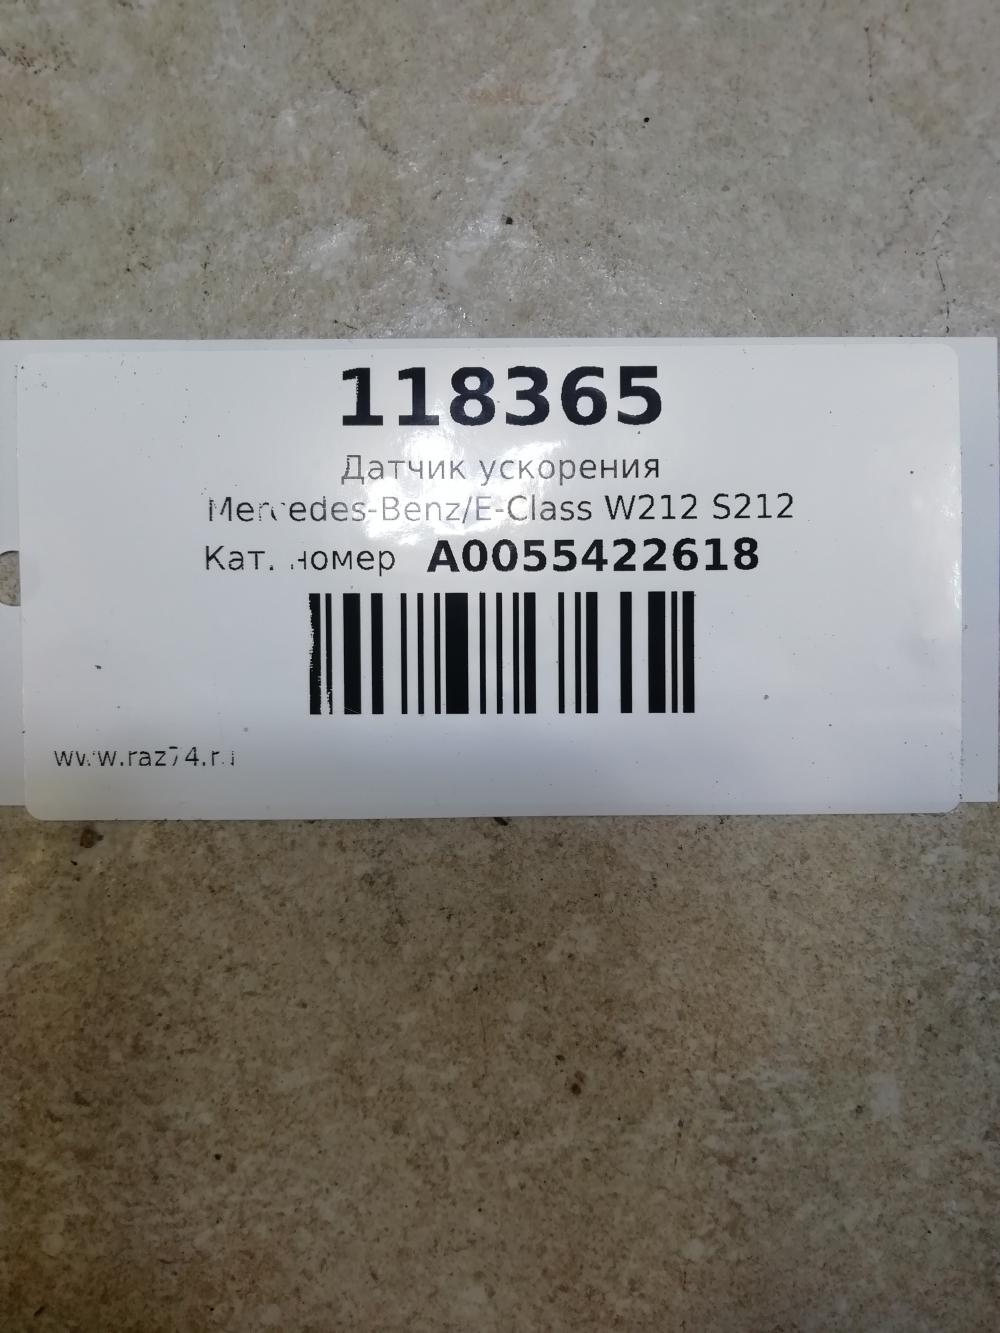 118365
Датчик ускорения
Mercedes-Benz/E-Class W212 S212
Кат. номер A0055422618
www.raz74.ru